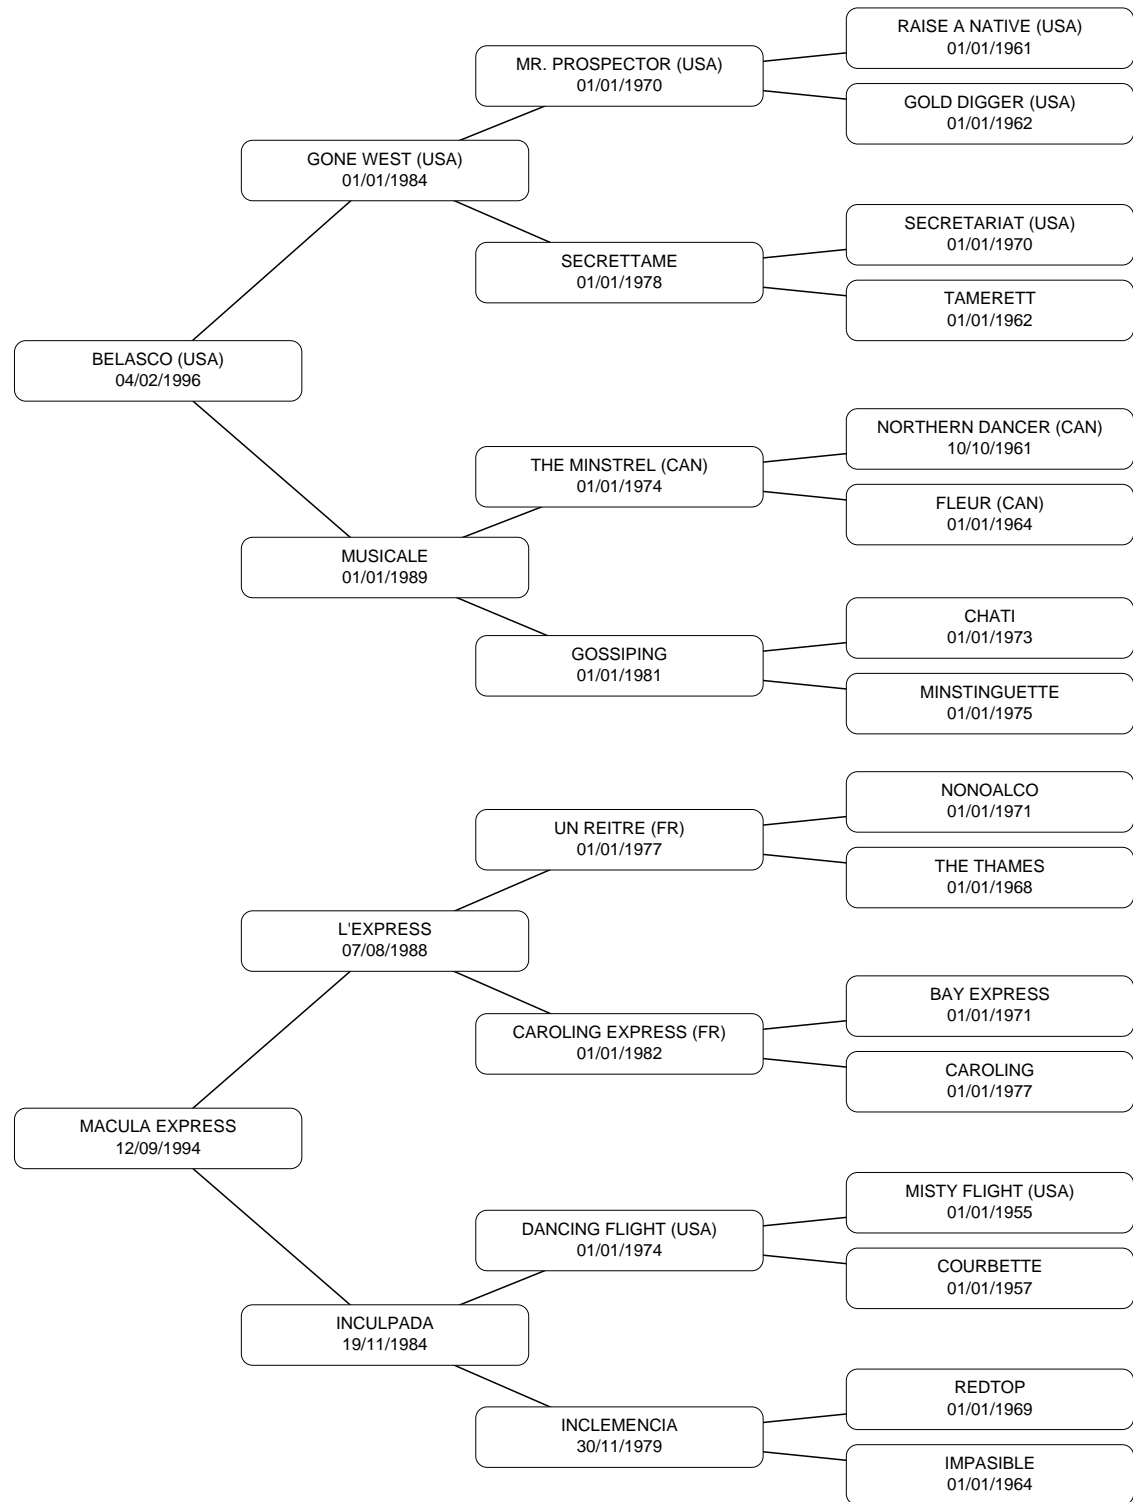 RAISE A NATIVE (USA)
01/01/1961
MR. PROSPECTOR (USA)
01/01/1970
GOLD DIGGER (USA)
01/01/1962
GONE WEST (USA)
01/01/1984
SECRETARIAT (USA)
01/01/1970
SECRETTAME
01/01/1978
TAMERETT
01/01/1962
BELASCO (USA)
04/02/1996
NORTHERN DANCER (CAN)
10/10/1961
THE MINSTREL (CAN)
01/01/1974
FLEUR (CAN)
01/01/1964
MUSICALE
01/01/1989
CHATI
01/01/1973
GOSSIPING
01/01/1981
MINSTINGUETTE
01/01/1975
NONOALCO
01/01/1971
UN REITRE (FR)
01/01/1977
THE THAMES
01/01/1968
L'EXPRESS
07/08/1988
BAY EXPRESS
01/01/1971
CAROLING EXPRESS (FR)
01/01/1982
CAROLING
01/01/1977
MACULA EXPRESS
12/09/1994
MISTY FLIGHT (USA)
01/01/1955
DANCING FLIGHT (USA)
01/01/1974
COURBETTE
01/01/1957
INCULPADA
19/11/1984
REDTOP
01/01/1969
INCLEMENCIA
30/11/1979
IMPASIBLE
01/01/1964